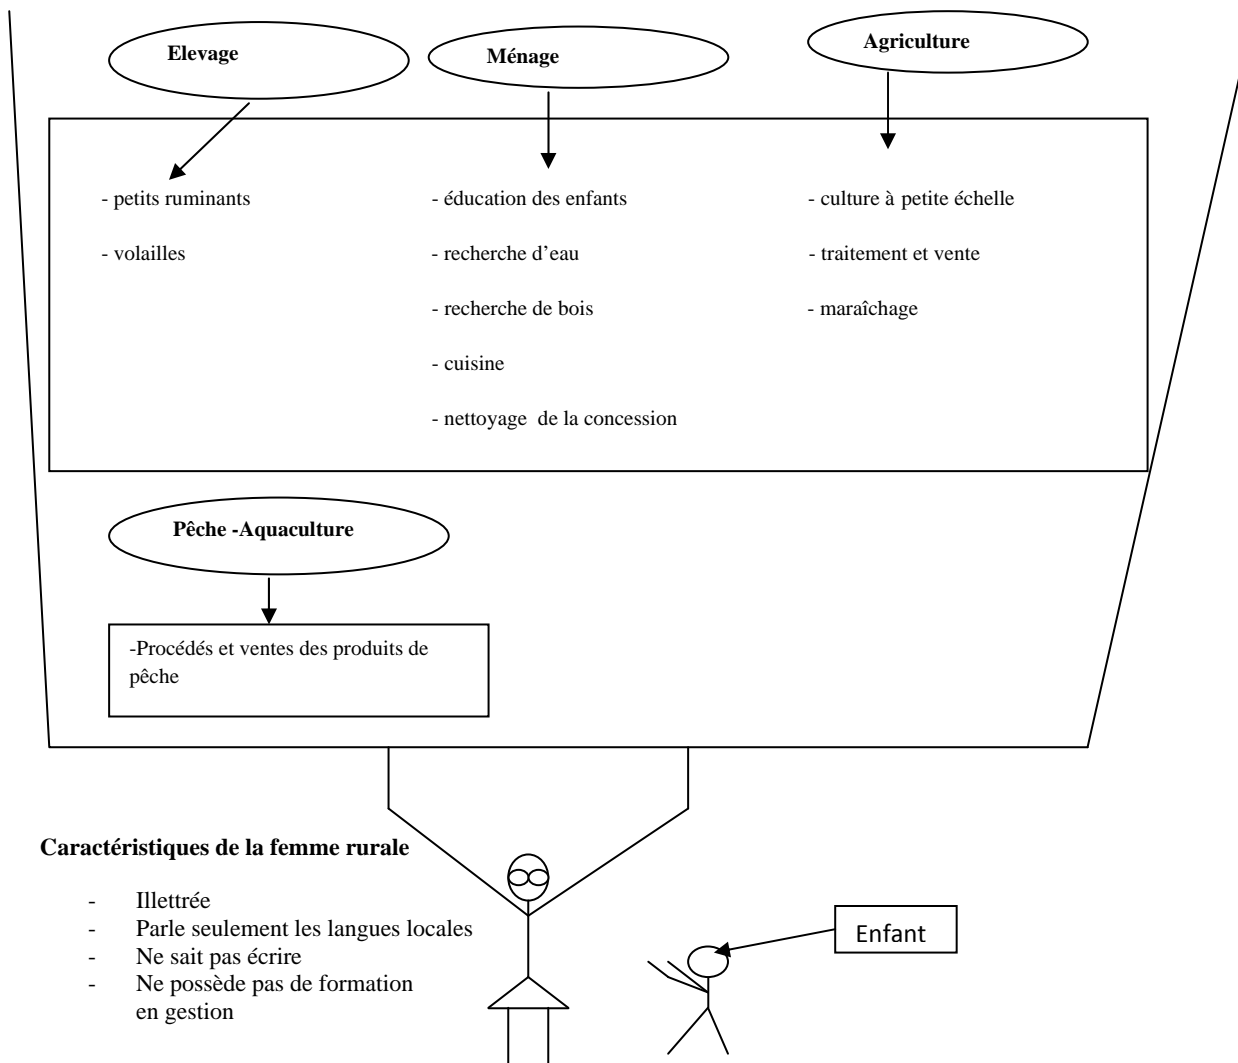 Elevage
Ménage
Agriculture
- petits ruminants
- volailles
- éducation des enfants
- recherche d’eau
- recherche de bois
- cuisine
- nettoyage de la concession
- culture à petite échelle
- traitement et vente
- maraîchage
Pêche -Aquaculture
-Procédés et ventes des produits de
pêche
Caractéristiques de la femme rurale
- Illettrée
- Parle seulement les langues locales
- Ne sait pas écrire
- Ne possède pas de formation
en gestion
Enfant